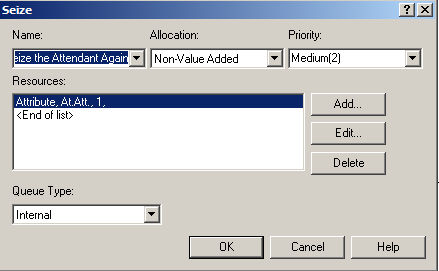 Seize
Name: Allocation: Priority:
eize the Attendant Again Non-Value Added Medium(2)
Resources:
Attribute, At.Att., 1,
<End of list>
Add...
Edit...
Delete
Queue Type:
Internal
OK Cancel Help